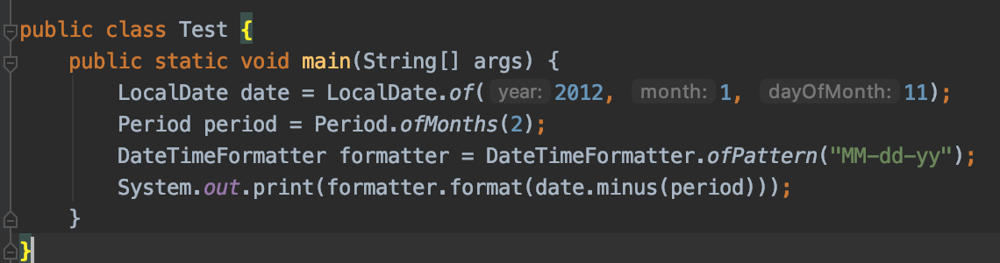 public class Test {
public static void main(String[] args) {
LocalDate date = LocalDate.of( year: 2012, month: 1, dayOfMonth: 11);
Period period = Period.ofMonths(2);
DateTimeFormatter formatter = DateTimeFormatter.ofPattern("MM-dd-yy");
System.out.print(formatter.format(date.minus(period)));
}
}